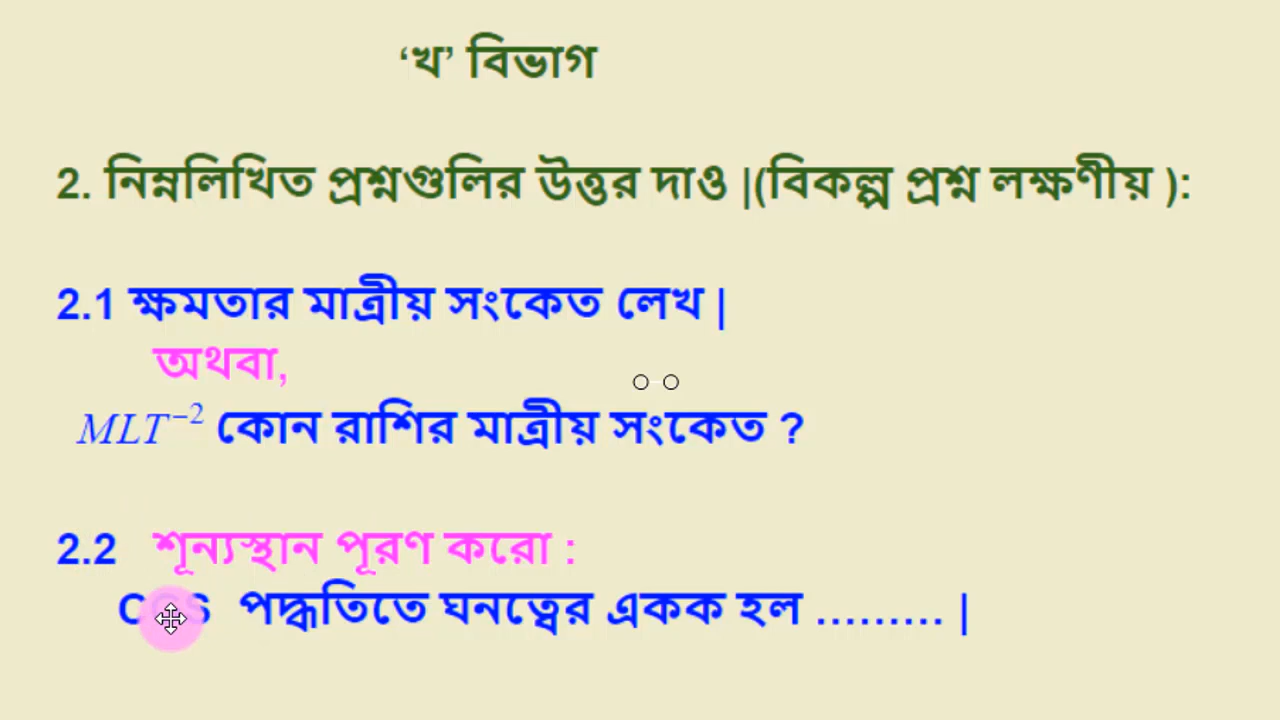 ‘খ’ বিভাগ
2. নিম্নলিখিত প্রশ্নগুলির উত্তর দাও |(বিকল্প প্রশ্ন লক্ষণীয় ):
2.1 ক্ষমতার মাত্রীয় সংকেত লেখ |
অথবা,
MLT⁻² কোন রাশির মাত্রীয় সংকেত ?
2.2 শূন্যস্থান পূরণ করো :
CGS পদ্ধতিতে ঘনত্বের একক হল ......... |